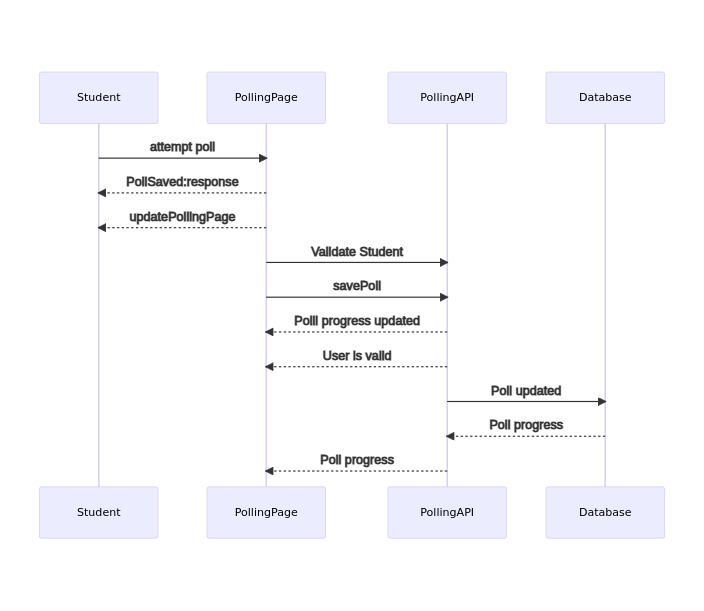 Student PollingPage PollingAPI Database
attempt poll
PollSaved:response
updatePollingPage
Validate Student
savePoll
Polll progress updated
User is valid
Poll updated
Poll progress
Poll progress
Student PollingPage PollingAPI Database